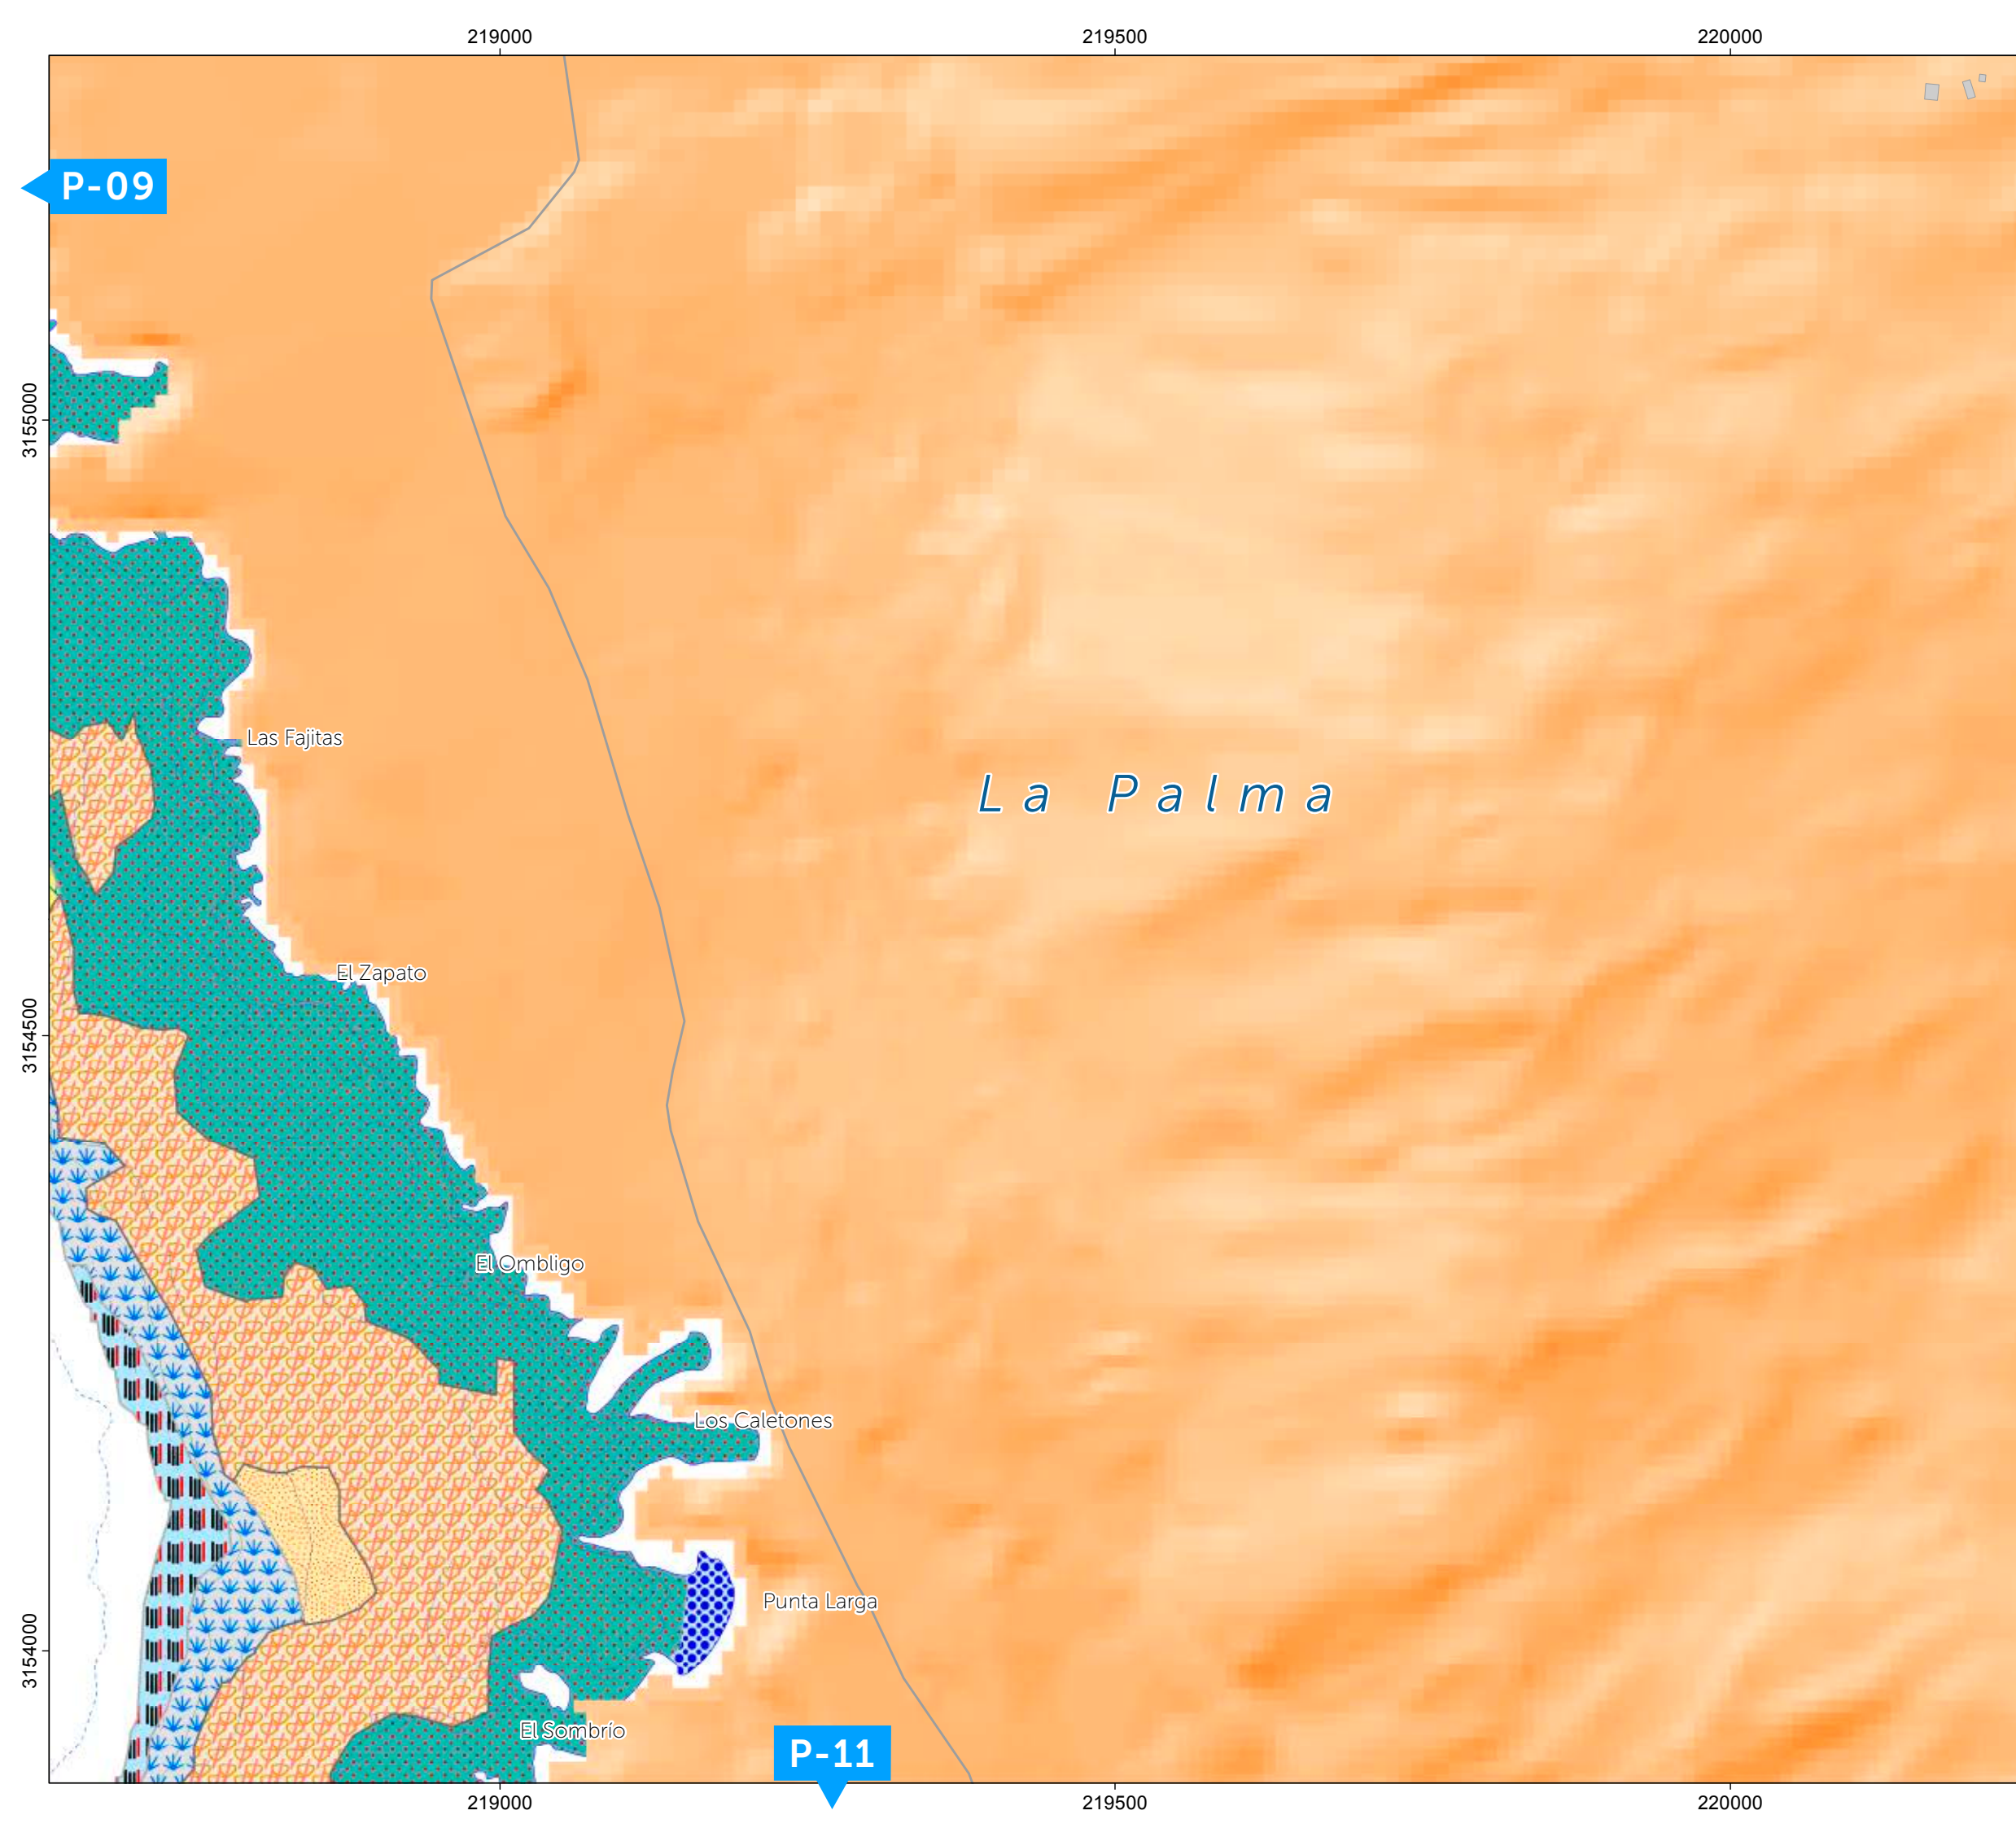 219000
219500
220000
P-09
3155000
Las Fajitas
La Palma
El Zapato
3154500
El Ombligo
Los Caletones
Punta Larga
3154000
El Sombrío
P-11
219000
219500
220000